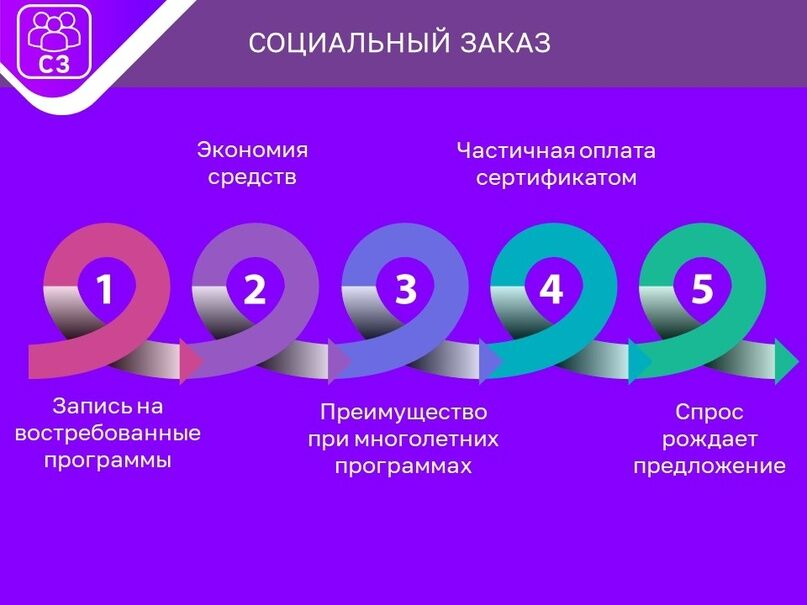 СЗ
СОЦИАЛЬНЫЙ ЗАКАЗ
Экономия
средств
Частичная оплата
сертификатом
1
2
3
4
5
Запись на
востребованные
программы
Преимущество
при многолетних
программах
Спрос
рождает
предложение